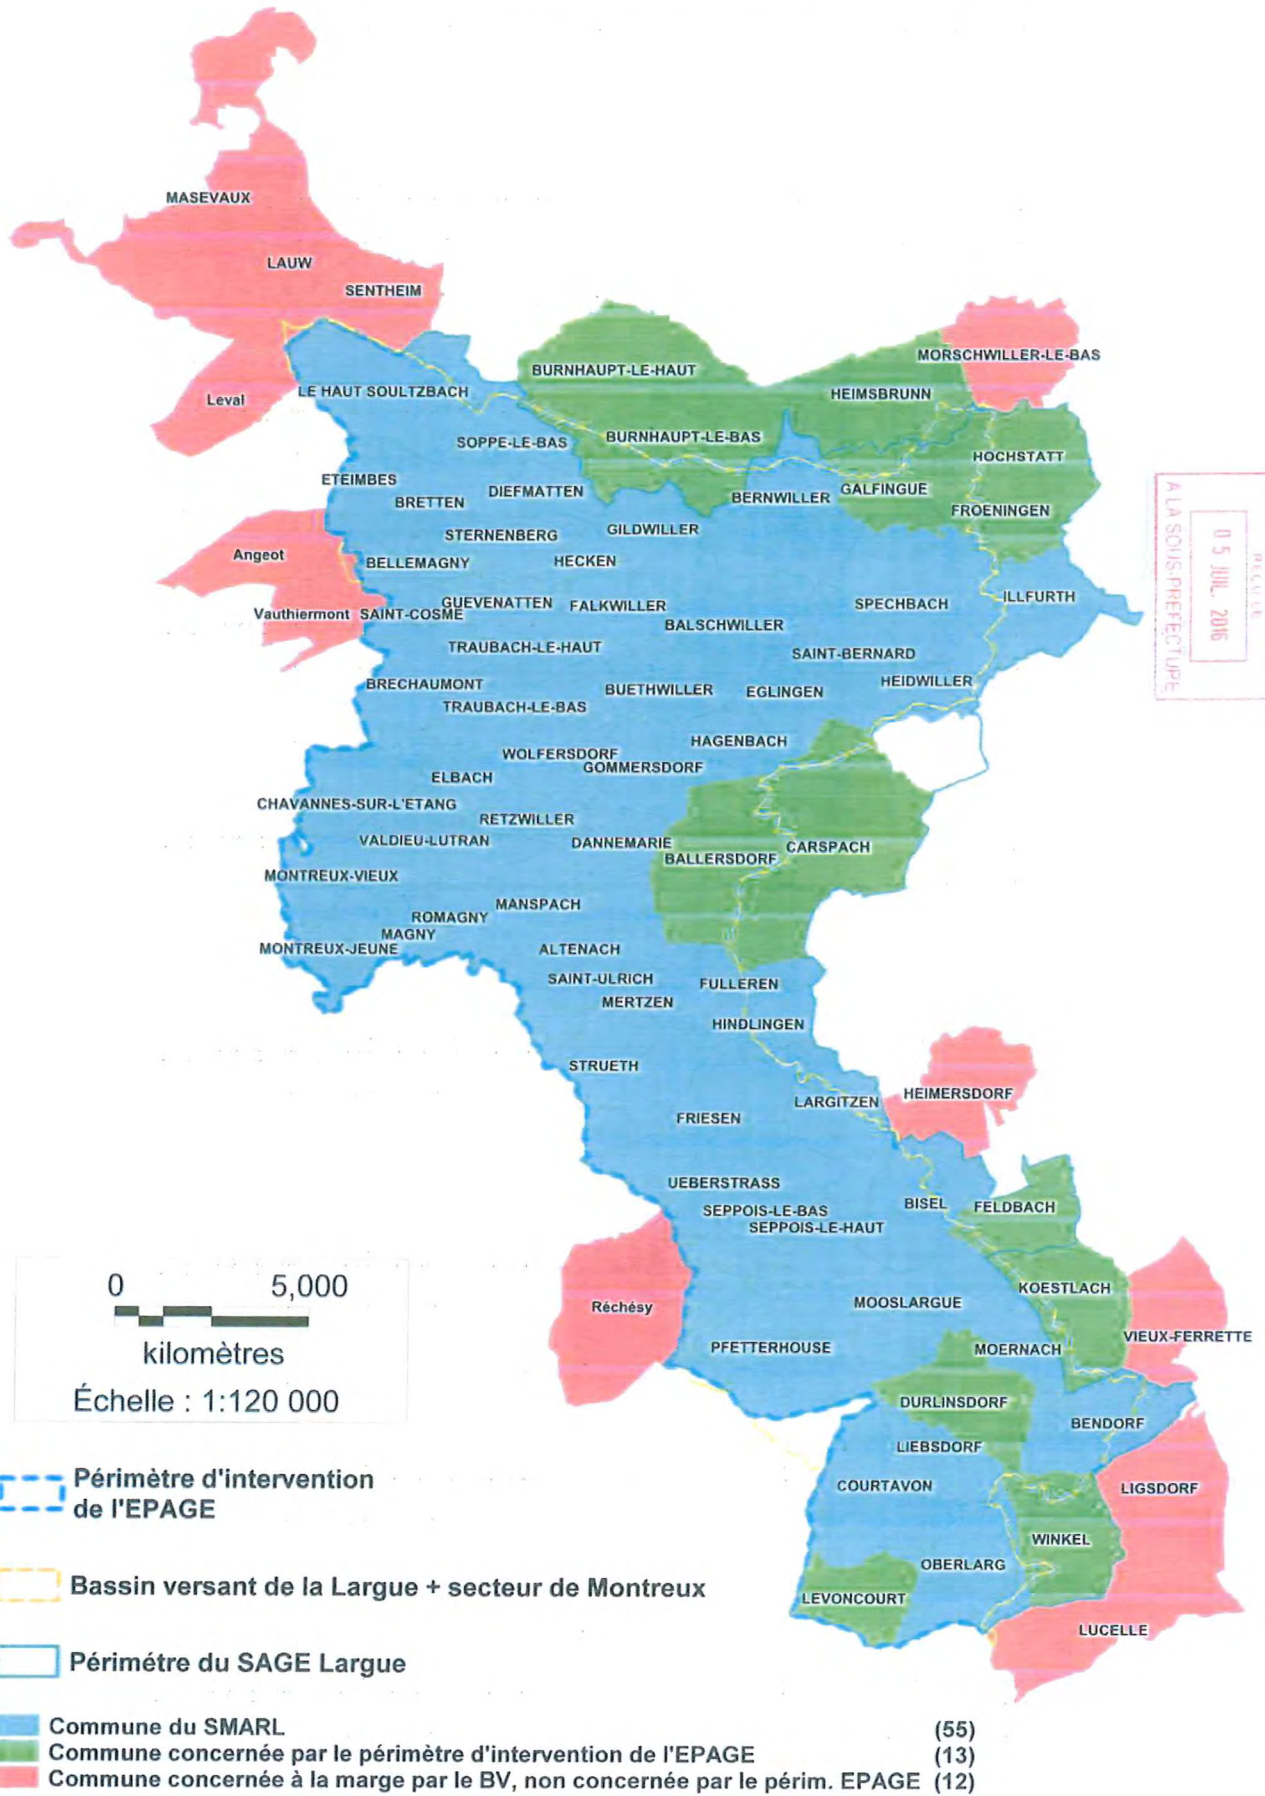 MASEVAUX
LAUW
SENTHEIM
MORSCHWILLER-LE-BAS
BURNHAUPT-LE-HAUT
LE HAUT SOULTZBACH
HEIMSBRUNN
Leval
BURNHAUPT-LE-BAS
SOPPE-LE-BAS
HOCHSTATT
ETEIMBES
DIEFMATTEN
GALFINGUE
BRETTEN
BERNWILLER
FROENINGEN
GILDWILLER
STERNENBERG
Angeot
BELLEMAGNY
HECKEN
ILLFURTH
GUEVENATTEN
FALKWILLER
SPECHBACH
Vauthiermont
SAINT-COSME
BALSCHWILLER
TRAUBACH-LE-HAUT
SAINT-BERNARD
HEIDWILLER
BRECHAUMONT
BUETHWILLER
EGLINGEN
TRAUBACH-LE-BAS
HAGENBACH
WOLFERSDORF
GOMMERSDORF
ELBACH
CHAVANNES-SUR-L'ETANG
RETZWILLER
VALDIEU-LUTRAN
DANNEMARIE
CARSPACH
BALLERSDORF
MONTREUX-VIEUX
MANSPACH
ROMAGNY
MAGNY
MONTREUX-JEUNE
ALTENACH
SAINT-ULRICH
FULLEREN
MERTZEN
HINDLINGEN
STRUETH
HEIMERSDORF
LARGITZEN
FRIESEN
UEBERSTRASS
BISEL
FELDBACH
SEPPOIS-LE-BAS
SEPPOIS-LE-HAUT
KOESTLACH
MOOSLARGUE
Réchésy
VIEUX-FERRETTE
PFETTERHOUSE
MOERNACH
DURLINSDORF
BENDORF
LIEBSDORF
COURTAVON
LIGSDORF
WINKEL
OBERLARG
LEVONCOURT
LUCELLE
REÇU LE
05 JUIL. 2016
A LA SOUS-PREFECTURE
0 5,000
kilomètres
Échelle : 1:120 000
Périmètre d'intervention
de l'EPAGE
Bassin versant de la Largue + secteur de Montreux
Périmétre du SAGE Largue
Commune du SMARL (55)
Commune concernée par le périmètre d'intervention de l'EPAGE (13)
Commune concernée à la marge par le BV, non concernée par le périm. EPAGE (12)